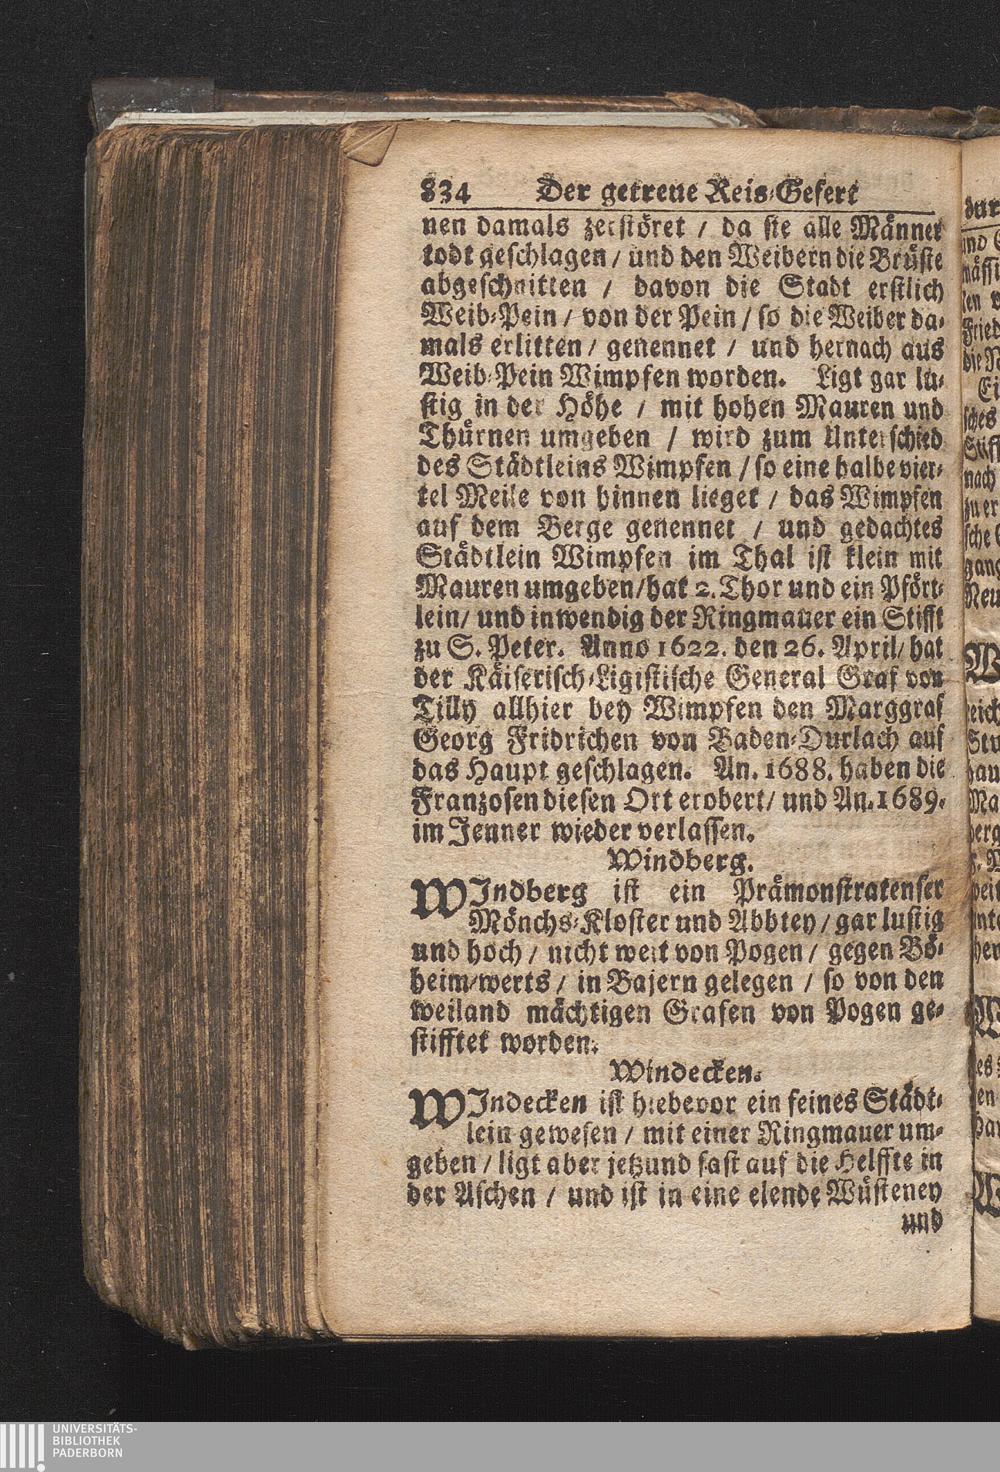 834 Der getreue Reis-Gefert
nen damals zerstöret / da sie alle Männer
todt geschlagen / und den Weibern die Brüste
abgeschnitten / davon die Stadt erstlich
Weib-Pein / von der Pein / so die Weiber da-
mals erlitten / genennet / und hernach aus
Weib-Pein Wimpfen worden. Ligt gar lu-
stig in der Höhe / mit hohen Mauren und
Thürnen umgeben / wird zum Unterschied
des Städtleins Wimpfen / so eine halbe vier-
tel Meile von hinnen lieget / das Wimpfen
auf dem Berge genennet / und gedachtes
Städtlein Wimpfen im Thal ist klein mit
Mauren umgeben / hat 2. Thor und ein Pfört-
lein / und inwendig der Ringmauer ein Stifft
zu S. Peter. Anno 1622. den 26. April / hat
der Käiserisch-Ligistische General Graf von
Tilly allhier bey Wimpfen den Marggraf
Georg Fridrichen von Baden-Durlach auf
das Haupt geschlagen. An. 1688. haben die
Franzosen diesen Ort erobert / und An. 1689.
im Jenner wieder verlassen.
Windberg.
WIndberg ist ein Prämonstratenser
Mönchs-Kloster und Abbtey / gar lustig
und hoch / nicht weit von Pogen / gegen Bö-
heim-werts / in Bajern gelegen / so von den
weiland mächtigen Grafen von Pogen ge-
stifftet worden.
Windecken.
WIndecken ist hiebevor ein feines Städt-
lein gewesen / mit einer Ringmauer um-
geben / ligt aber jetzund fast auf die Helffte in
der Aschen / und ist in eine elende Wüsteney
und
UNIVERSITÄTS-
BIBLIOTHEK
PADERBORN